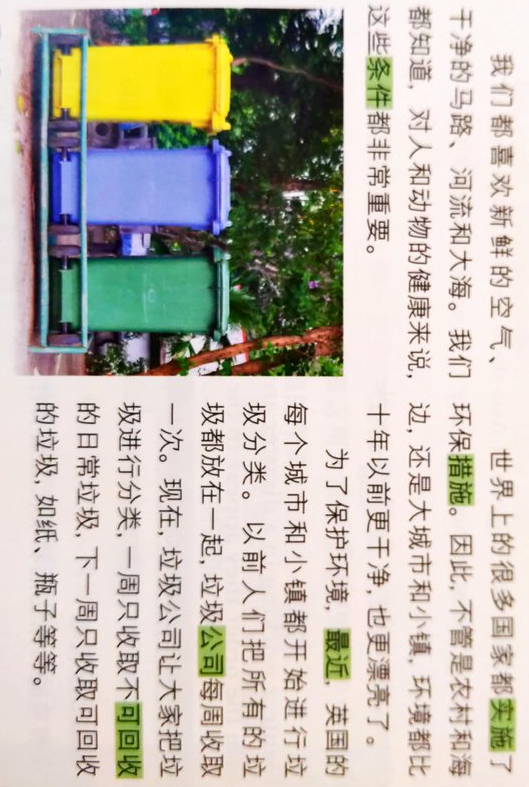 我们都喜欢新鲜的空气、
干净的马路、河流和大海。我们
都知道，对人和动物的健康来说，
这些条件都非常重要。
世界上的很多国家都实施了
环保措施。因此，不管是农村和海
边，还是大城市和小镇，环境都比
十年以前更干净，也更漂亮了。
为了保护环境，最近，英国的
每个城市和小镇都开始进行垃
圾分类。以前人们把所有的垃
圾都放在一起，垃圾公司每周收取
一次。现在，垃圾公司让大家把垃
圾进行分类，一周只收取不可回收
的日常垃圾，下一周只收取可回收
的垃圾，如纸、瓶子等等。